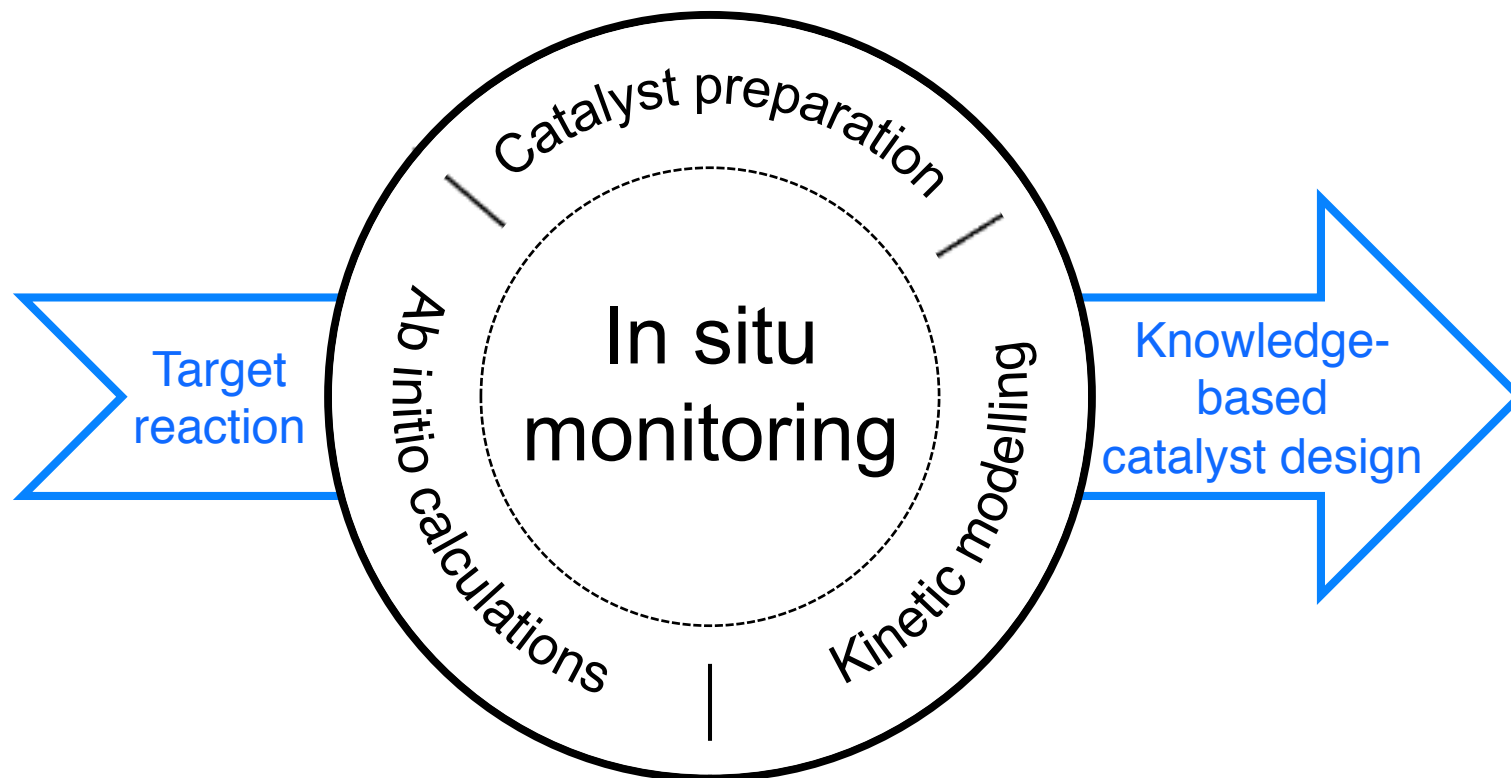 Catalyst preparation
Target
reaction
Ab initio calculations
In situ
monitoring
Kinetic modelling
Knowledge-
based
catalyst design